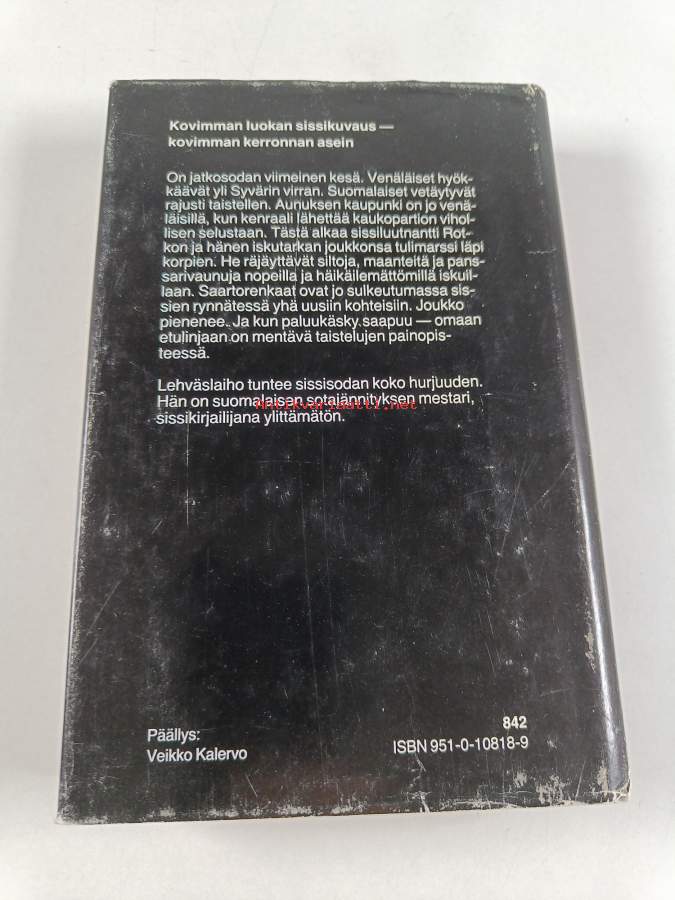 Kovimman luokan sissikuvaus —
kovimman kerronnan asein
On jatkosodan viimeinen kesä. Venäläiset hyök-
käävät yli Syvärin virran. Suomalaiset vetäytyvät
rajusti taistellen. Aunuksen kaupunki on jo venä-
läisillä, kun kenraali lähettää kaukopartion vihol-
lisen selustaan. Tästä alkaa sissiluutnantti Rot-
kon ja hänen iskutarkan joukkonsa tulimarssi läpi
korpien. He räjäyttävät siltoja, maanteitä ja pans-
sarivaunuja nopeilla ja häikäilemättömillä iskuil-
laan. Saartorenkaat ovat jo sulkeutumassa sis-
sien rynnätessä yhä uusiin kohteisiin. Joukko
pienenee. Ja kun paluukäsky saapuu — omaan
etulinjaan on mentävä taistelujen painopis-
teessä.
Lehväslaiho tuntee sissisodan koko hurjuuden.
Hän on suomalaisen sotajännityksen mestari,
Antikvariaatti.net
sissikirjailijana ylittämätön.
842
Päällys:
Veikko Kalervo
ISBN 951-0-10818-9